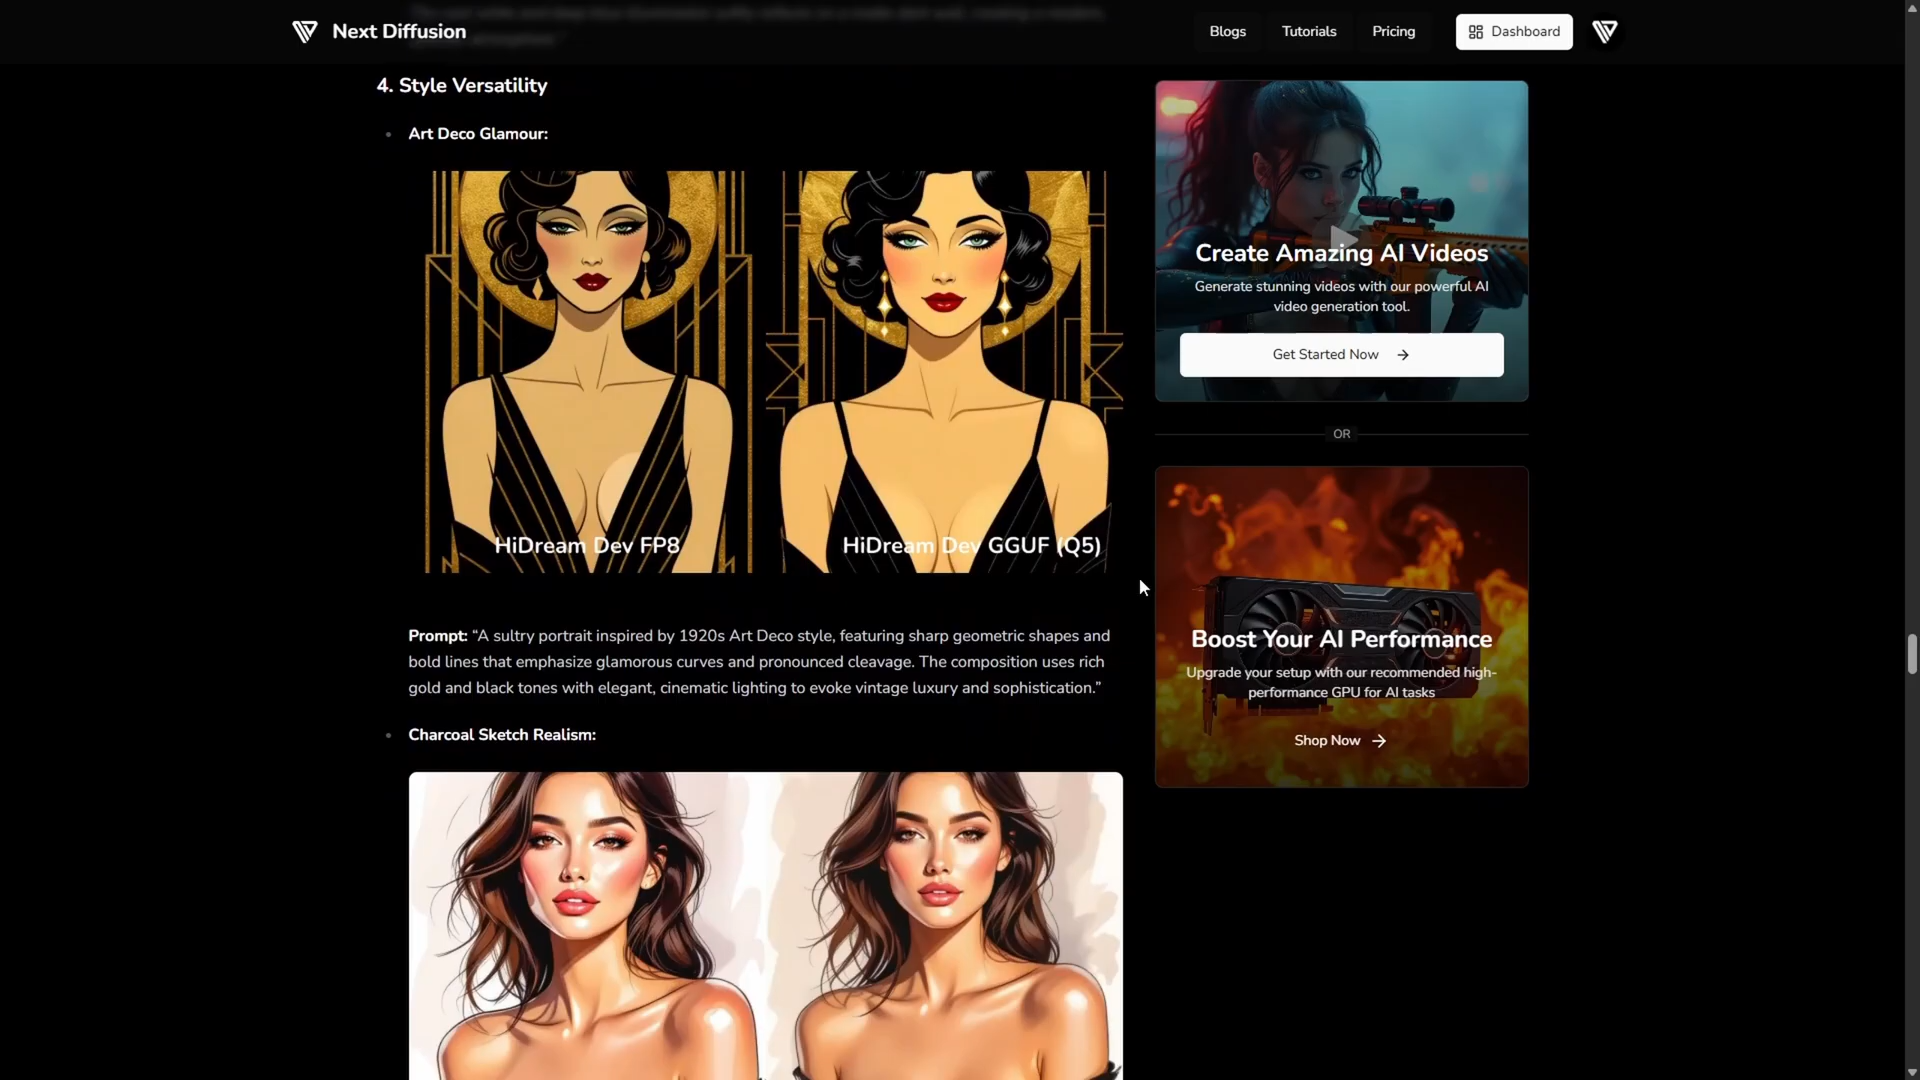 Next Diffusion
Blogs
Tutorials
Pricing
Dashboard
4. Style Versatility
Art Deco Glamour:
HiDream Dev FP8
HiDream Dev GGUF (Q5)
Prompt: “A sultry portrait inspired by 1920s Art Deco style, featuring sharp geometric shapes and
bold lines that emphasize glamorous curves and pronounced cleavage. The composition uses rich
gold and black tones with elegant, cinematic lighting to evoke vintage luxury and sophistication.”
Charcoal Sketch Realism:
Create Amazing AI Videos
Generate stunning videos with our powerful AI
video generation tool.
Get Started Now
OR
Boost Your AI Performance
Upgrade your setup with our recommended high-
performance GPU for AI tasks
Shop Now